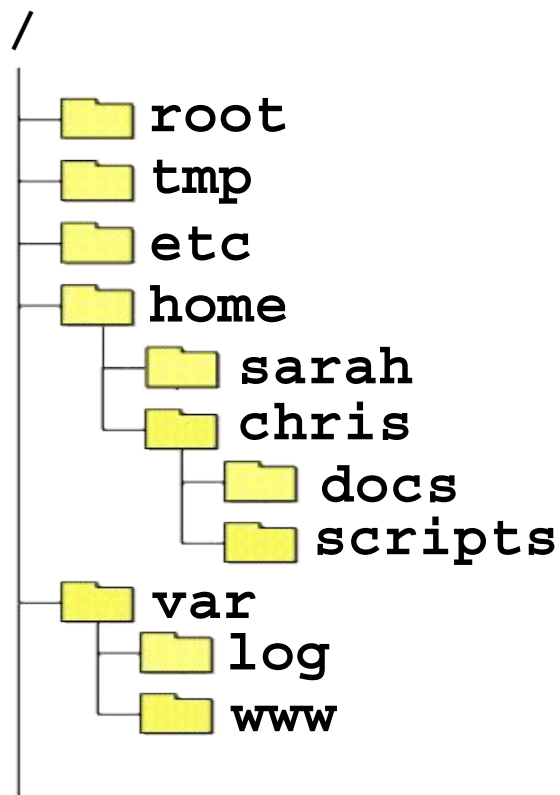 /
root
tmp
etc
home
sarah
chris
docs
scripts
var
log
www